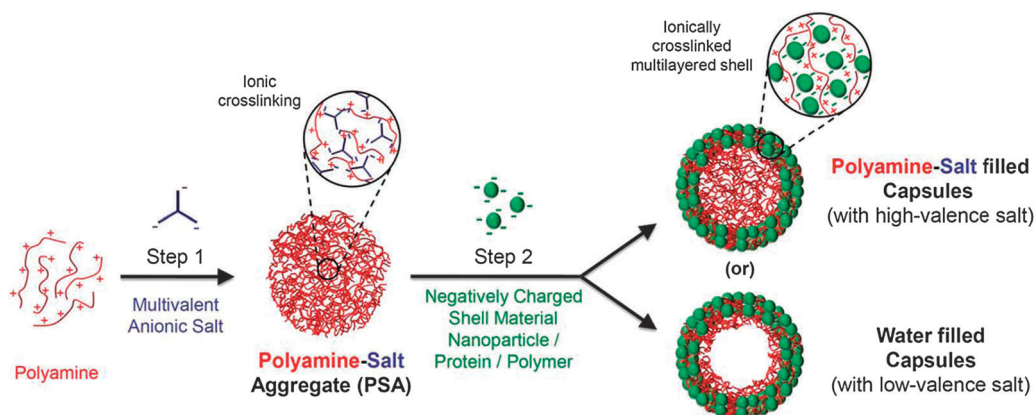 Polyamine
Step 1
Multivalent
Anionic Salt
Ionic
crosslinking
Polyamine-Salt
Aggregate (PSA)
Step 2
Negatively Charged
Shell Material
Nanoparticle /
Protein / Polymer
Ionically
crosslinked
multilayered shell
Polyamine-Salt filled
Capsules
(with high-valence salt)
(or)
Water filled
Capsules
(with low-valence salt)